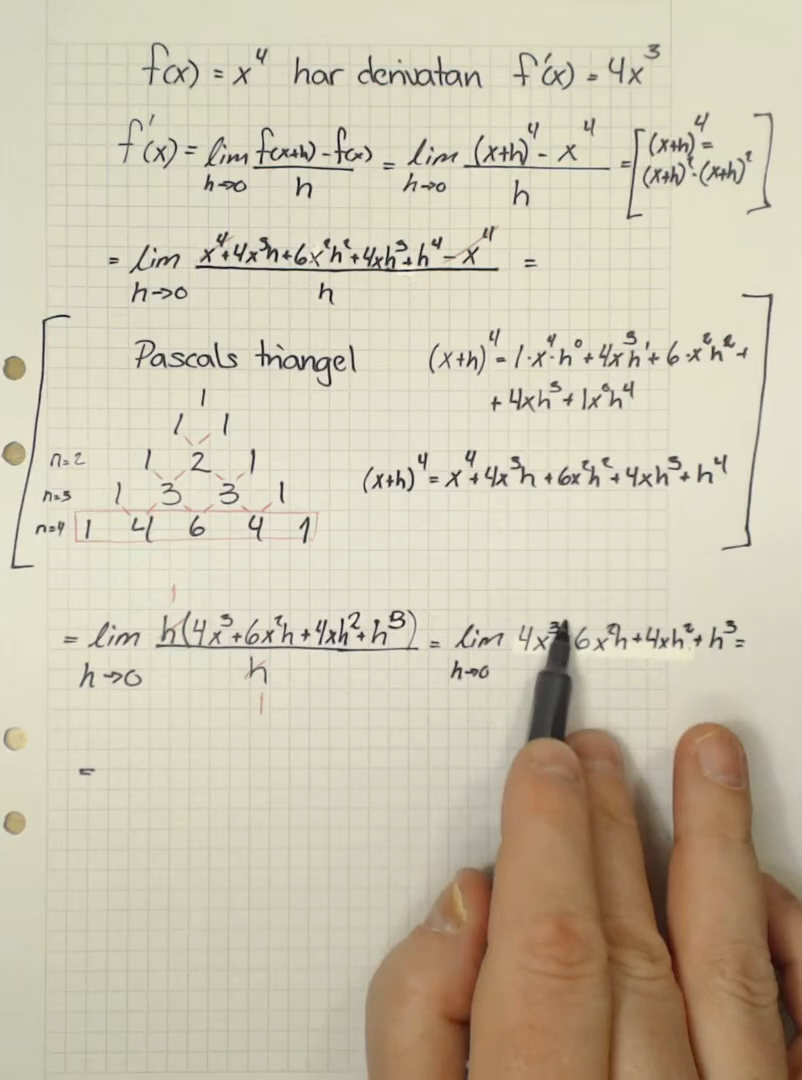 f(x) = x⁴ har derivatan f'(x) = 4x³
f'(x) = lim h→0 (f(x+h) - f(x))/h = lim h→0 ((x+h)⁴ - x⁴)/h = [(x+h)⁴ = (x+h)²·(x+h)²]
= lim h→0 (x⁴+4x³h+6x²h²+4xh³+h⁴-x⁴)/h =
Pascals triangel
(x+h)⁴ = 1·x⁴·h⁰+4x³h¹+6·x²h²+
+4xh³+1x⁰h⁴
1
1 1
n=2 1 2 1
n=3 1 3 3 1
n=4 1 4 6 4 1
(x+h)⁴ = x⁴+4x³h+6x²h²+4xh³+h⁴
1
= lim h→0 h(4x³+6x²h+4xh²+h³)/h = lim h→0 4x³ 6x²h+4xh²+h³ =
1
=